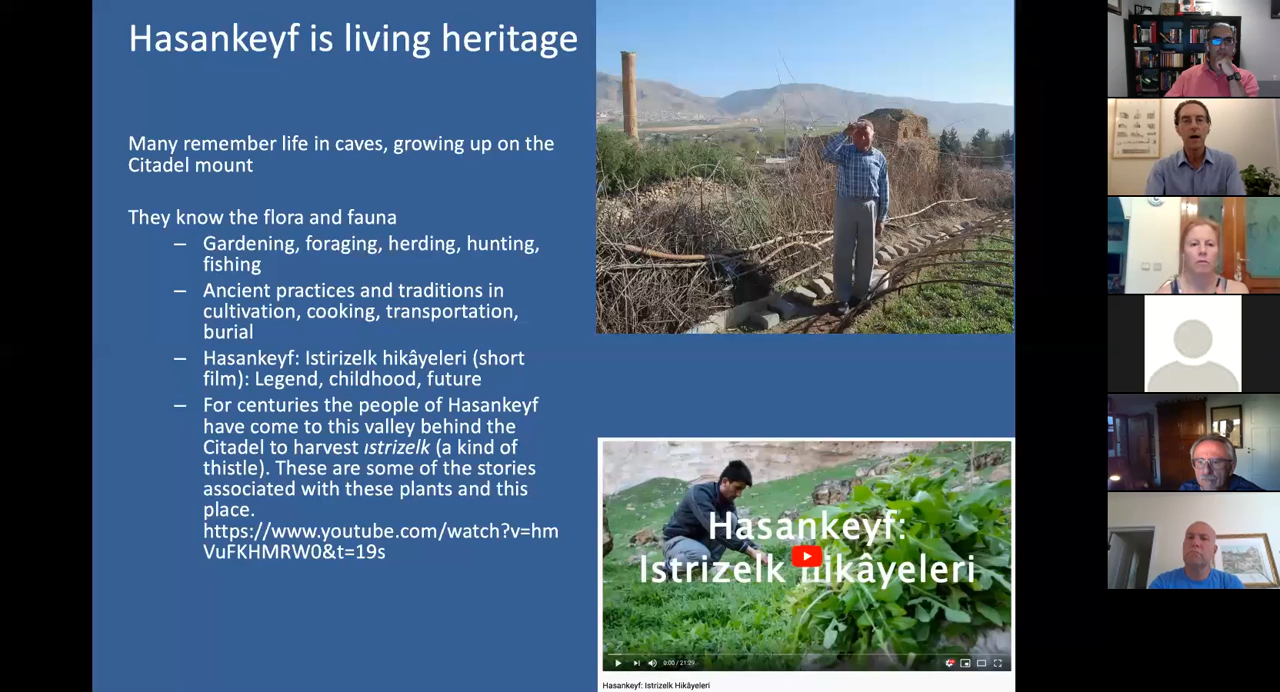 Hasankeyf is living heritage
Many remember life in caves, growing up on the
Citadel mount
They know the flora and fauna
– Gardening, foraging, herding, hunting,
fishing
– Ancient practices and traditions in
cultivation, cooking, transportation,
burial
– Hasankeyf: Istirizelk hikâyeleri (short
film): Legend, childhood, future
– For centuries the people of Hasankeyf
have come to this valley behind the
Citadel to harvest ıstrizelk (a kind of
thistle). These are some of the stories
associated with these plants and this
place.
https://www.youtube.com/watch?v=hm
VuFKHMRW0&t=19s
Hasankeyf:
Istrizelk hikâyeleri
0:00 / 21:29
Hasankeyf: Istrizelk Hikâyeleri